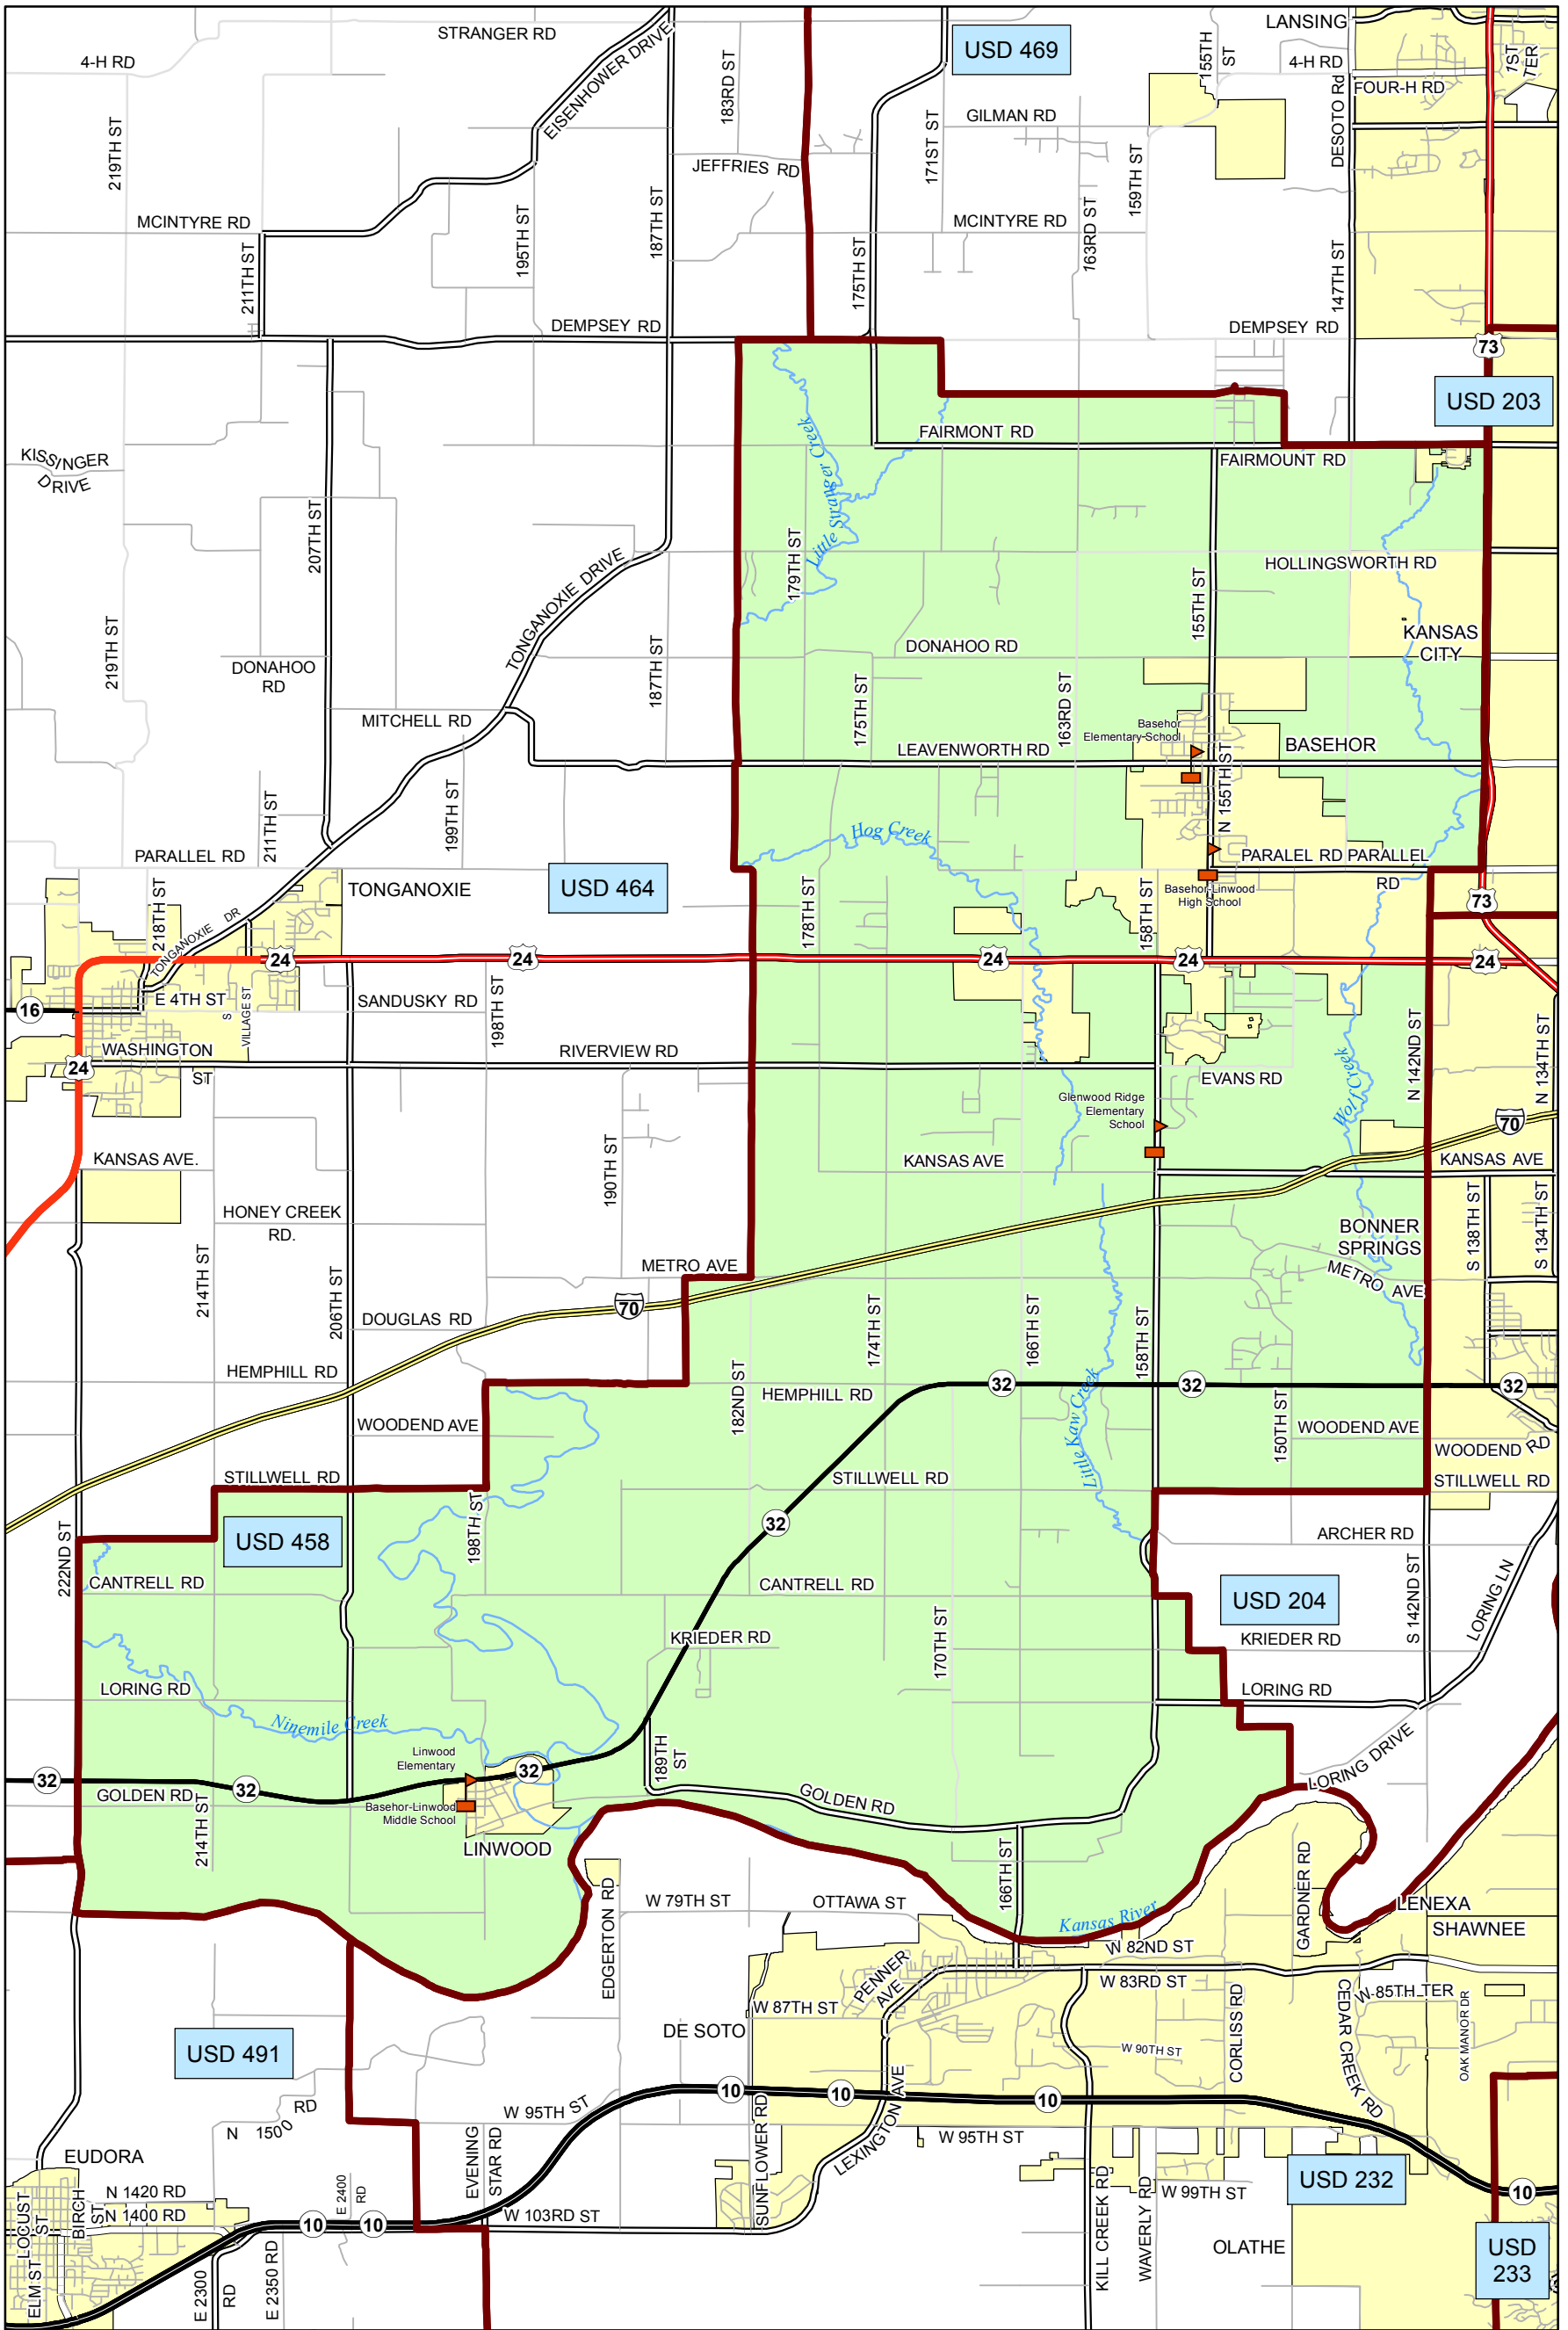 STRANGER RD
EISENHOWER DRIVE
183RD ST
USD 469
LANSING
155TH
ST
4-H RD
4-H RD
1ST
TER
FOUR-H RD
DESOTO Rd
GILMAN RD
171ST ST
219TH ST
JEFFRIES RD
159TH ST
MCINTYRE RD
MCINTYRE RD
187TH ST
195TH ST
163RD ST
211TH ST
175TH ST
147TH ST
DEMPSEY RD
DEMPSEY RD
73
USD 203
Little Stranger Creek
FAIRMONT RD
FAIRMOUNT RD
KISSINGER
DRIVE
207TH ST
TONGANOXIE DRIVE
179TH ST
155TH ST
HOLLINGSWORTH RD
219TH ST
187TH ST
DONAHOO RD
KANSAS
CITY
DONAHOO
RD
MITCHELL RD
175TH ST
163RD ST
Basehor
Elementary School
LEAVENWORTH RD
BASEHOR
N 155TH ST
211TH ST
199TH ST
Hog Creek
PARALLEL RD
PARALEL RD
PARALLEL
RD
TONGANOXIE
USD 464
Basehor-Linwood
High School
73
218TH ST
TONGANOXIE DR
178TH ST
158TH ST
24
24
24
24
24
16
E 4TH ST
S
VILLAGE ST
SANDUSKY RD
198TH ST
WASHINGTON
ST
24
RIVERVIEW RD
EVANS RD
Wolf Creek
N 142ND ST
N 134TH ST
Glenwood Ridge
Elementary
School
70
KANSAS AVE.
190TH ST
KANSAS AVE
KANSAS AVE
HONEY CREEK
RD.
BONNER
SPRINGS
S 138TH ST
S 134TH ST
214TH ST
206TH ST
METRO AVE
METRO AVE
70
DOUGLAS RD
174TH ST
166TH ST
158TH ST
182ND ST
HEMPHILL RD
HEMPHILL RD
32
32
32
Little Kaw Creek
150TH ST
WOODEND AVE
WOODEND AVE
WOODEND RD
STILLWELL RD
STILLWELL RD
STILLWELL RD
32
222ND ST
USD 458
198TH ST
ARCHER RD
CANTRELL RD
CANTRELL RD
USD 204
S 142ND ST
LORING LN
170TH ST
KRIEDER RD
KRIEDER RD
LORING RD
LORING RD
Ninemile Creek
189TH
ST
LORING DRIVE
Linwood
Elementary
32
32
32
GOLDEN RD
GOLDEN RD
214TH ST
Basehor-Linwood
Middle School
LINWOOD
166TH ST
GARDNER RD
EDGERTON RD
W 79TH ST
OTTAWA ST
Kansas River
LENEXA
SHAWNEE
W 82ND ST
PENNER
AVE
W 83RD ST
CORLISS RD
CEDAR CREEK RD
W 85TH TER
OAK MANOR DR
W 87TH ST
DE SOTO
USD 491
W 90TH ST
10
10
10
LEXINGTON AVE
SUNFLOWER RD
N 1500
RD
W 95TH ST
W 95TH ST
EVENING
STAR RD
EUDORA
KILL CREEK RD
WAVERLY RD
W 99TH ST
USD 232
10
N 1420 RD
N 1400 RD
E 2400
RD
W 103RD ST
LOCUST
ST
ELM ST
BIRCH
ST
10
10
E 2300
RD
E 2350 RD
OLATHE
USD
233